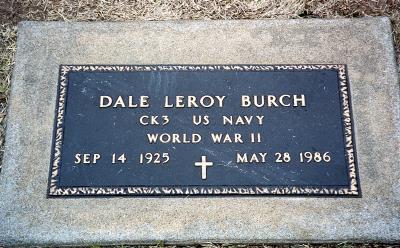 DALE LEROY BURCH
CK3 US NAVY
WORLD WAR II
SEP 14 1925 MAY 28 1986